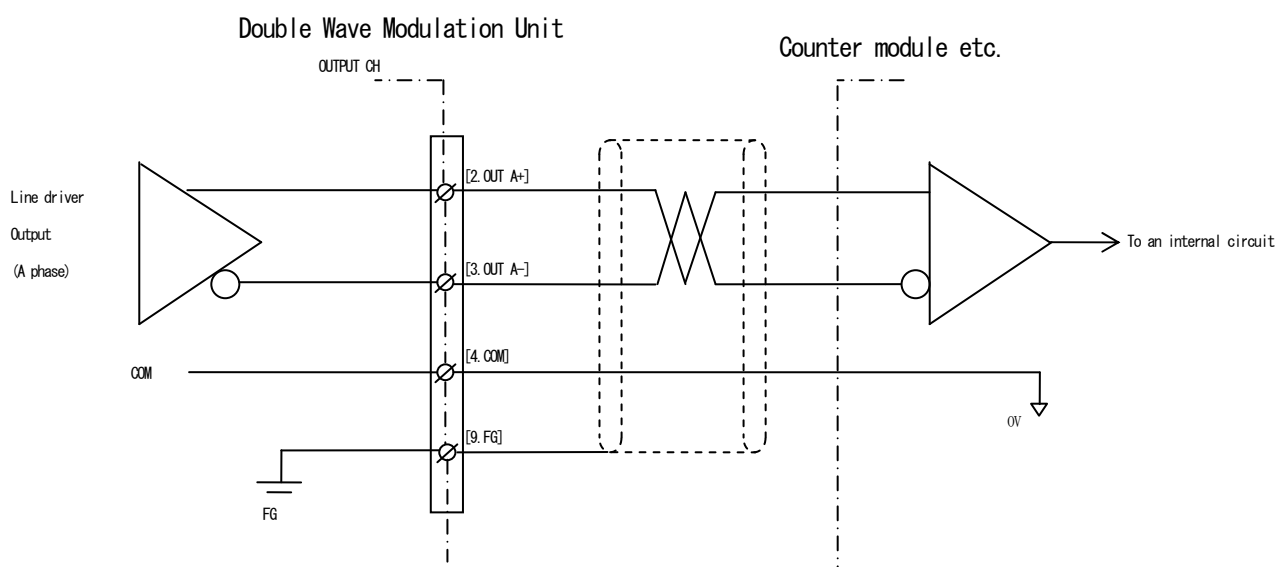 Double Wave Modulation Unit
Counter module etc.
OUTPUT CH
[2.OUT A+]
Line driver
Output
(A phase)
To an internal circuit
[3.OUT A-]
[4.COM]
COM
0V
[9.FG]
FG